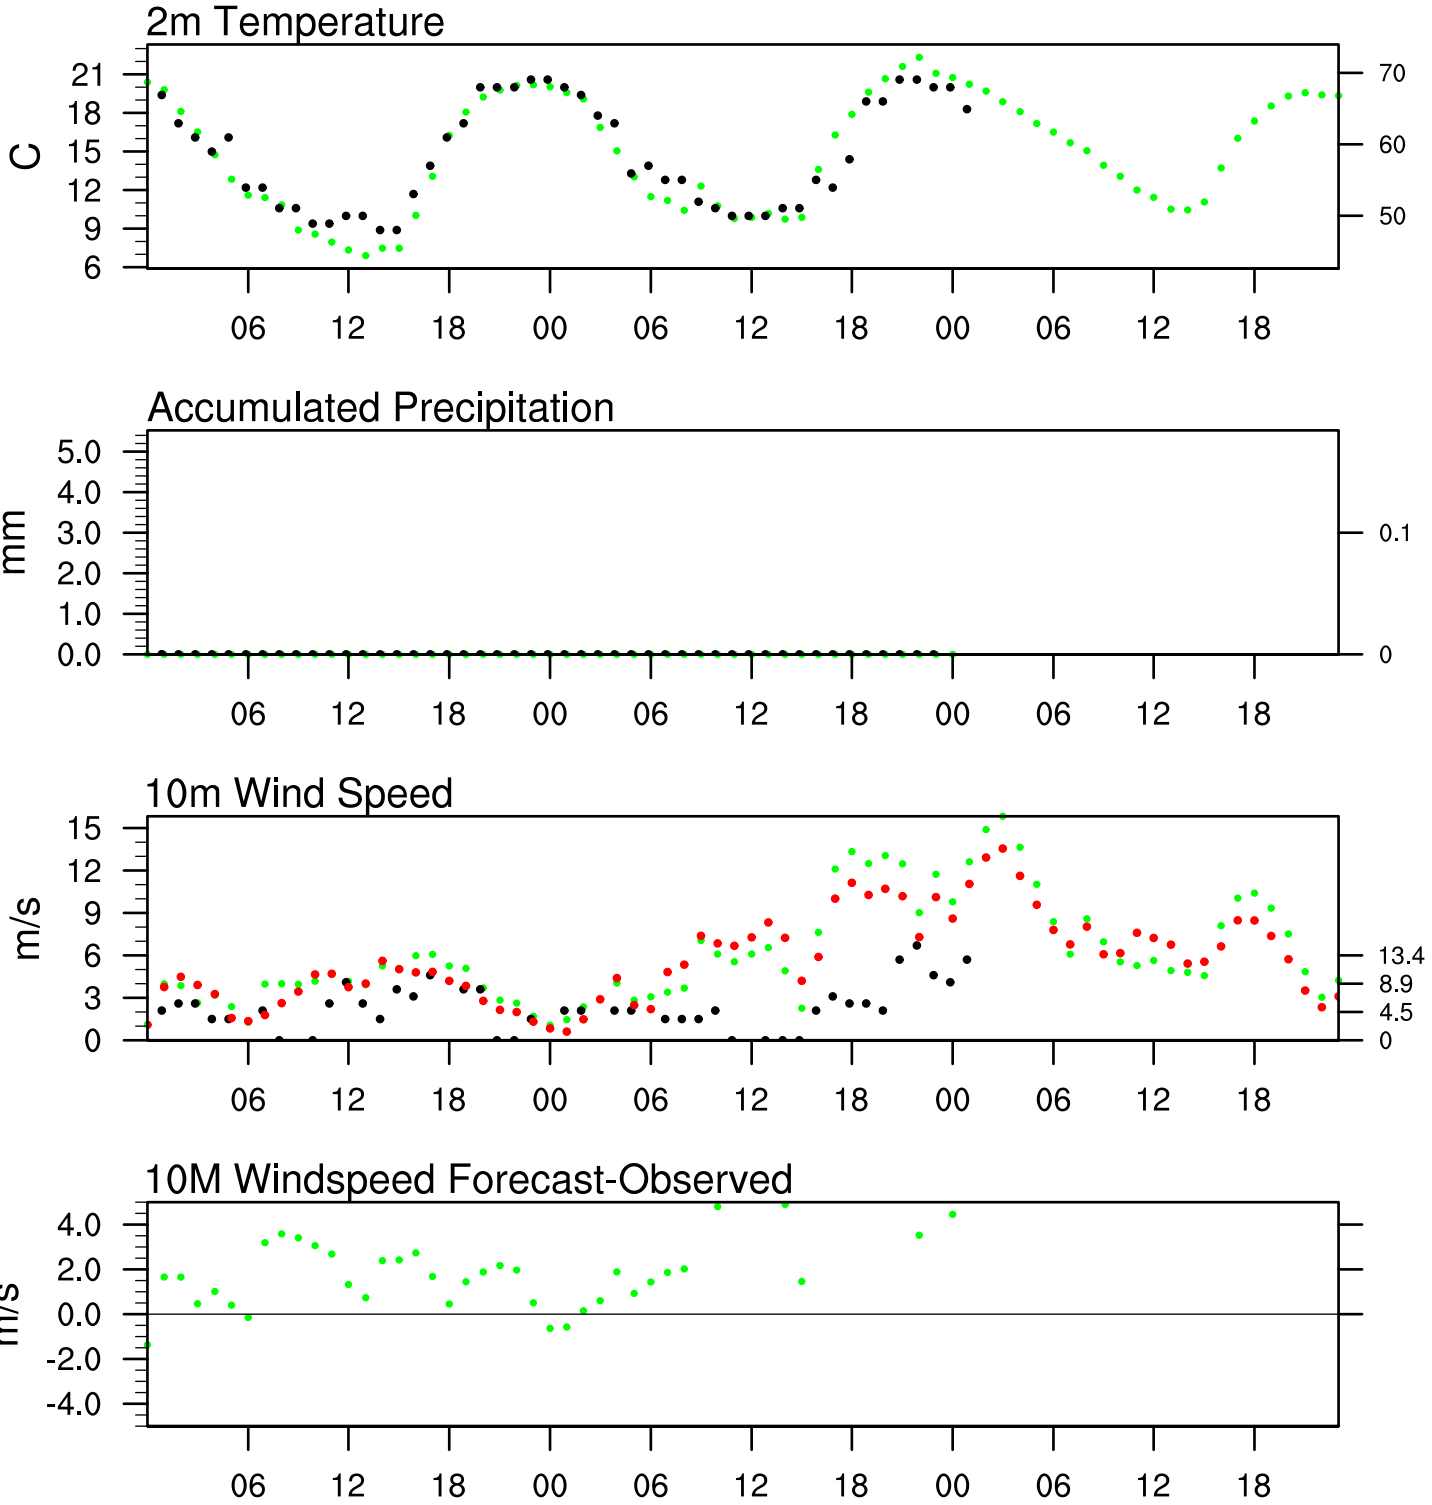 2m Temperature
21
18
15
12
9
6
C
70
60
50
06 12 18 00 06 12 18 00 06 12 18
Accumulated Precipitation
5.0
4.0
3.0
2.0
1.0
0.0
mm
0.1
0
06 12 18 00 06 12 18 00 06 12 18
10m Wind Speed
15
12
9
6
3
0
m/s
13.4
8.9
4.5
0
06 12 18 00 06 12 18 00 06 12 18
10M Windspeed Forecast-Observed
4.0
2.0
0.0
-2.0
-4.0
m/s
06 12 18 00 06 12 18 00 06 12 18